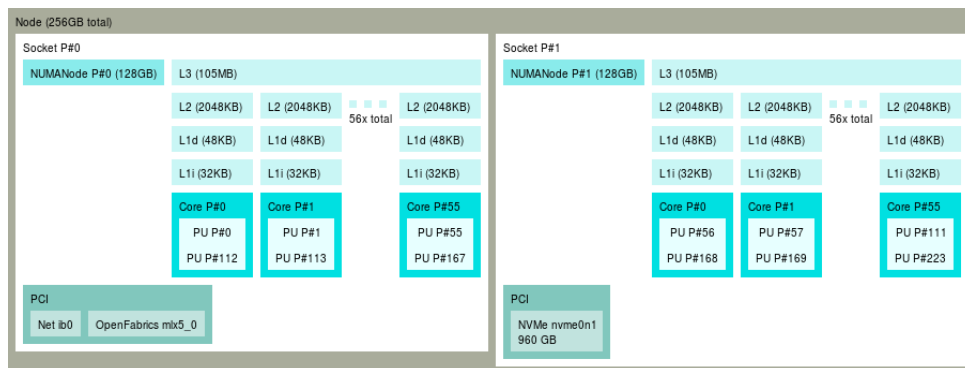 Node (256GB total)
Socket P#0
NUMANode P#0 (128GB)
L3 (105MB)
L2 (2048KB)
L2 (2048KB)
56x total
L2 (2048KB)
L1d (48KB)
L1d (48KB)
L1d (48KB)
L1i (32KB)
L1i (32KB)
L1i (32KB)
Core P#0
PU P#0
PU P#112
Core P#1
PU P#1
PU P#113
Core P#55
PU P#55
PU P#167
PCI
Net ib0
OpenFabrics mlx5_0
Socket P#1
NUMANode P#1 (128GB)
L3 (105MB)
L2 (2048KB)
L2 (2048KB)
56x total
L2 (2048KB)
L1d (48KB)
L1d (48KB)
L1d (48KB)
L1i (32KB)
L1i (32KB)
L1i (32KB)
Core P#0
PU P#56
PU P#168
Core P#1
PU P#57
PU P#169
Core P#55
PU P#111
PU P#223
PCI
NVMe nvme0n1
960 GB